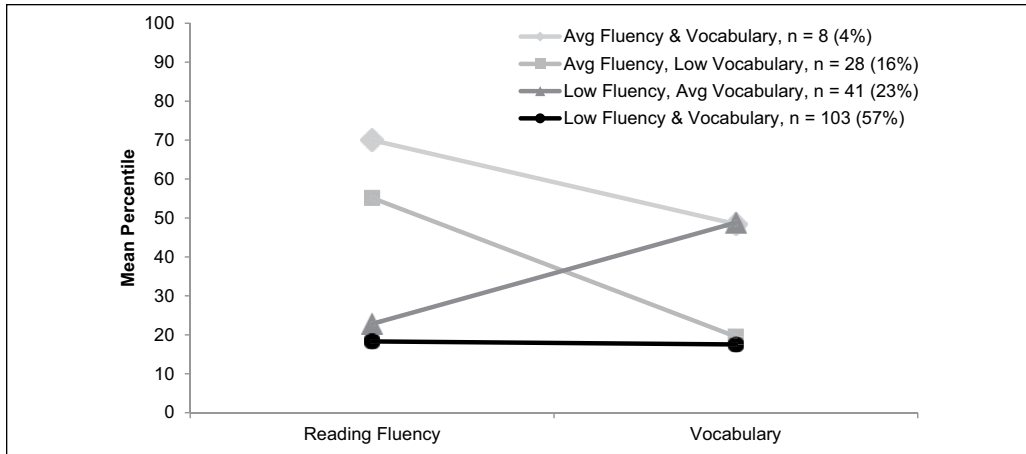 100
90
80
70
60
50
40
30
20
10
0
Mean Percentile
Avg Fluency & Vocabulary, n = 8 (4%)
Avg Fluency, Low Vocabulary, n = 28 (16%)
Low Fluency, Avg Vocabulary, n = 41 (23%)
Low Fluency & Vocabulary, n = 103 (57%)
Reading Fluency
Vocabulary